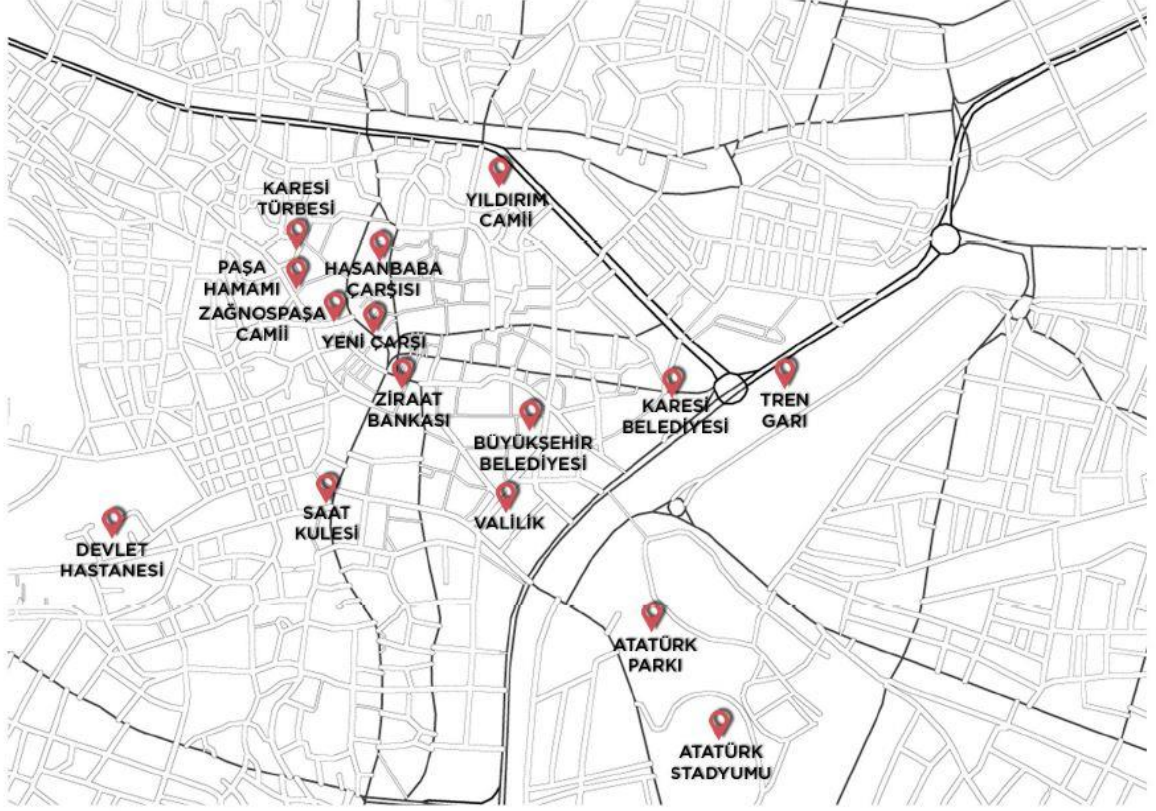 KARESİ
TÜRBESİ
YILDIRIM
CAMİİ
PAŞA
HAMAMI
HASANBABA
ÇARŞISI
ZAĞNOSPAŞA
CAMİİ
YENİ ÇARŞI
ZİRAAT
BANKASI
KARESİ
BELEDİYESİ
TREN
GARI
BÜYÜKŞEHİR
BELEDİYESİ
SAAT
KULESİ
VALİLİK
DEVLET
HASTANESİ
ATATÜRK
PARKI
ATATÜRK
STADYUMU